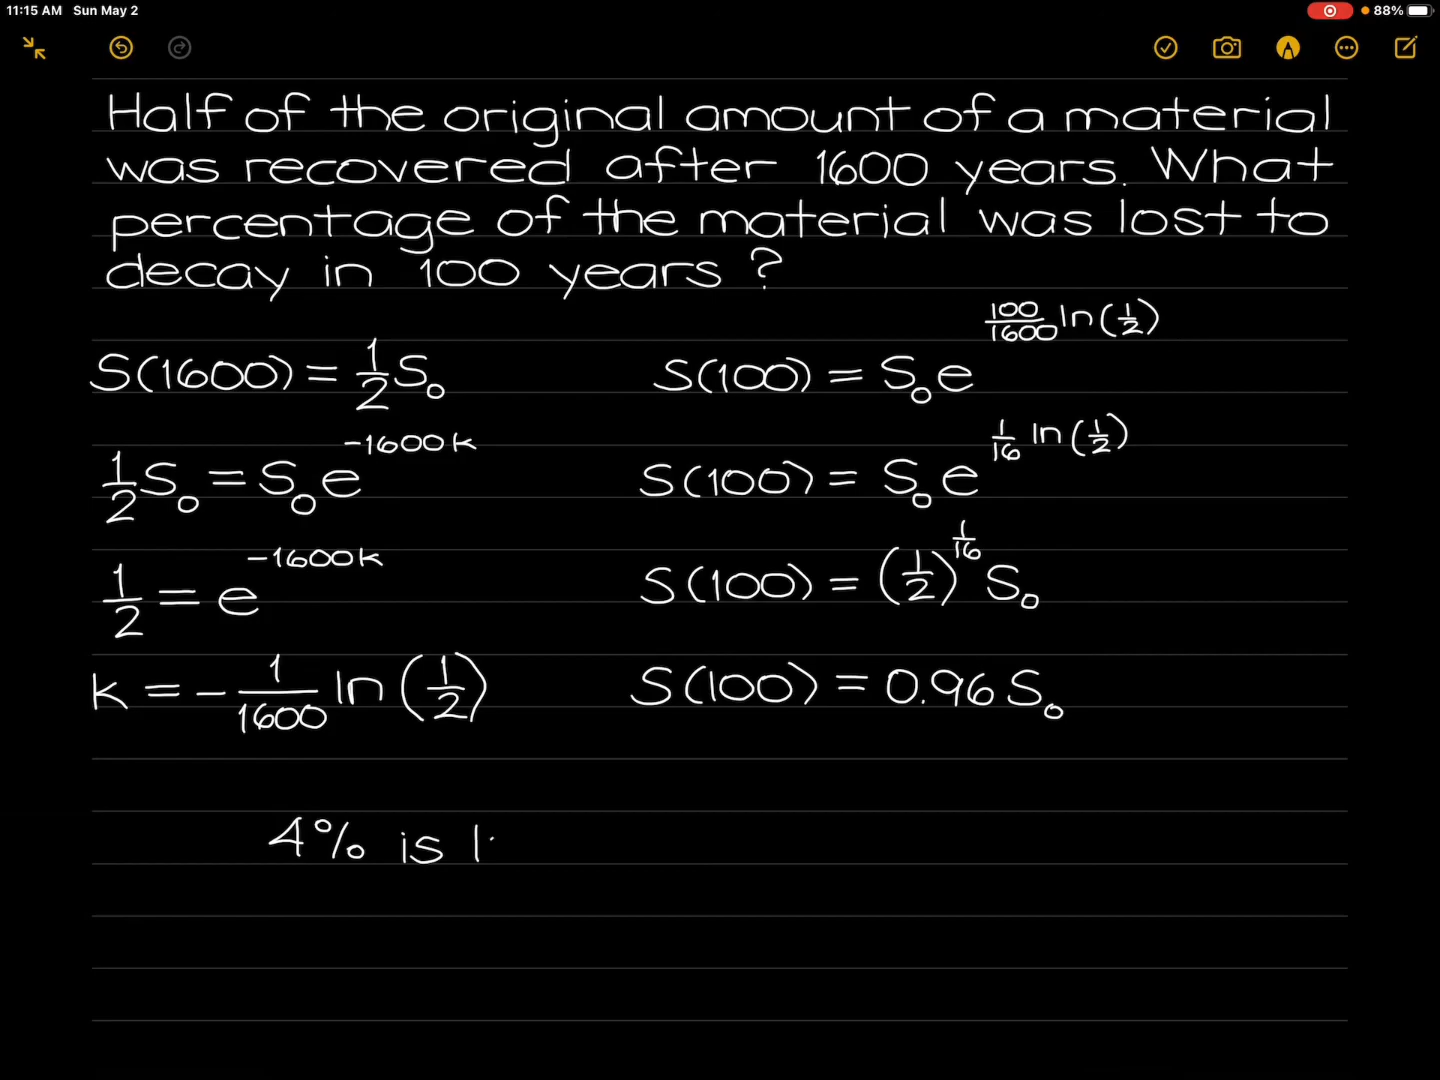 11:15 AM Sun May 2
88%
Half of the original amount of a material
was recovered after 1600 years. What
percentage of the material was lost to
decay in 100 years ?
S(1600) = 1/2 S₀
1/2 S₀ = S₀ e^(-1600k)
1/2 = e^(-1600k)
k = - 1/1600 ln (1/2)
S(100) = S₀ e^(100/1600 ln(1/2))
S(100) = S₀ e^(1/16 ln(1/2))
S(100) = (1/2)^(1/16) S₀
S(100) = 0.96 S₀
4% is